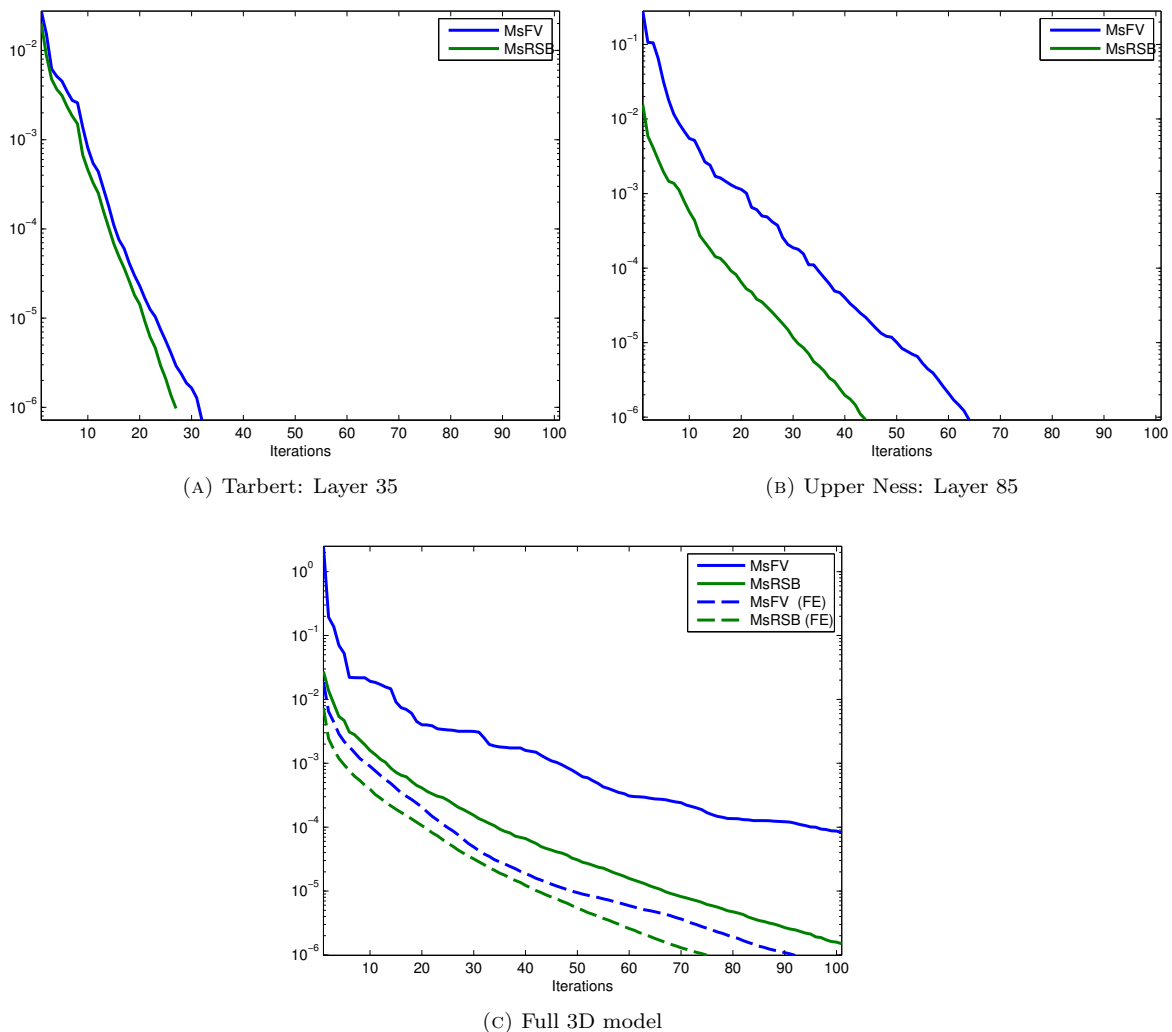 MsFV
MsRSB
10⁻²
10⁻³
10⁻⁴
10⁻⁵
10⁻⁶
10 20 30 40 50 60 70 80 90 100
Iterations
(A) Tarbert: Layer 35
MsFV
MsRSB
10⁻¹
10⁻²
10⁻³
10⁻⁴
10⁻⁵
10⁻⁶
10 20 30 40 50 60 70 80 90 100
Iterations
(B) Upper Ness: Layer 85
MsFV
MsRSB
MsFV (FE)
MsRSB (FE)
10⁰
10⁻¹
10⁻²
10⁻³
10⁻⁴
10⁻⁵
10⁻⁶
10 20 30 40 50 60 70 80 90 100
Iterations
(C) Full 3D model